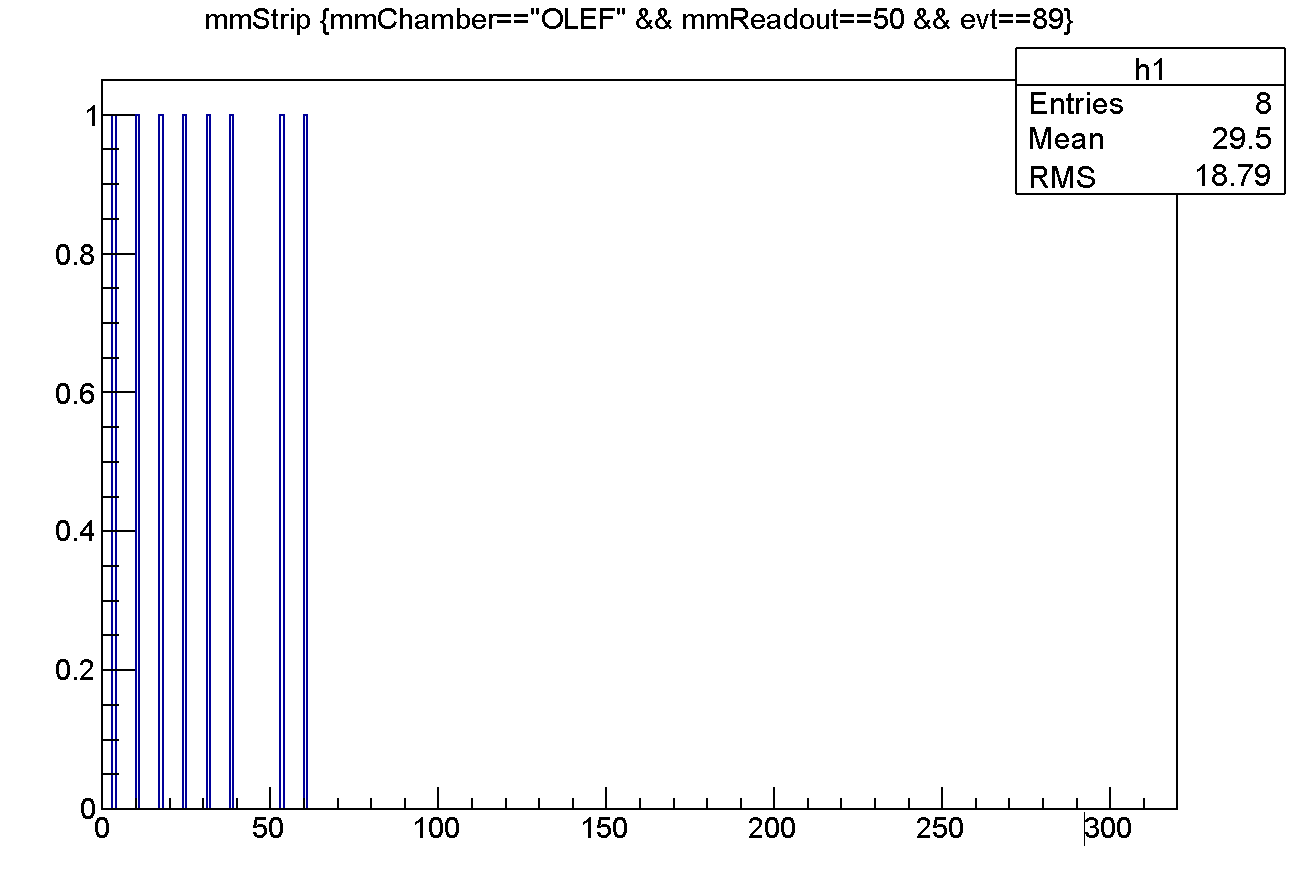 mmStrip {mmChamber=="OLEF" && mmReadout==50 && evt==89}
h1
Entries 8
Mean 29.5
RMS 18.79
1
0.8
0.6
0.4
0.2
0
0 50 100 150 200 250 300